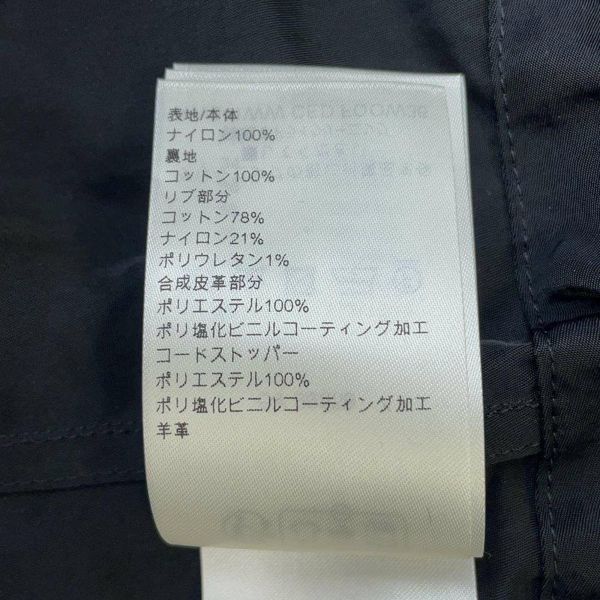 表地/本体
ナイロン100%
裏地
コットン100%
リブ部分
コットン78%
ナイロン21%
ポリウレタン1%
合成皮革部分
ポリエステル100%
ポリ塩化ビニルコーティング加工
コードストッパー
ポリエステル100%
ポリ塩化ビニルコーティング加工
羊革